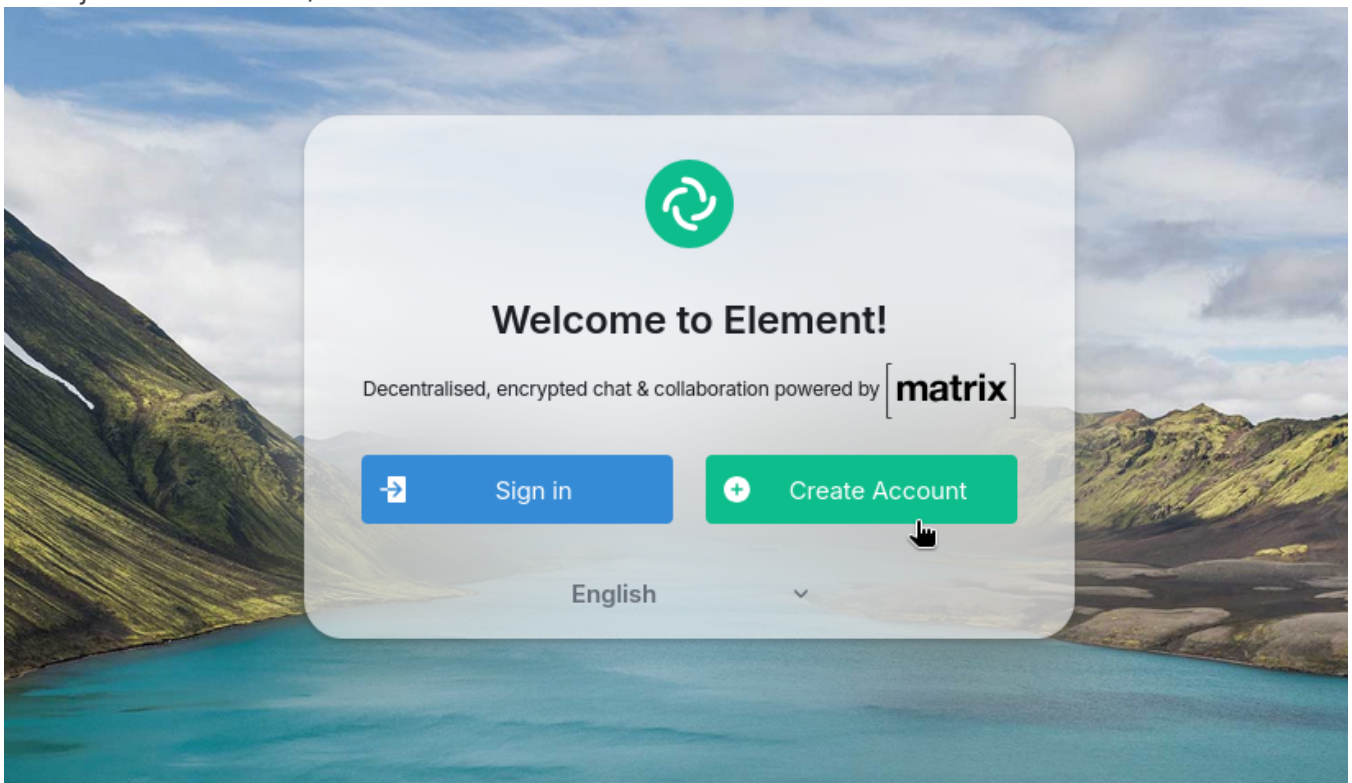 Welcome to Element!
Decentralised, encrypted chat & collaboration powered by [matrix]
Sign in
Create Account
English